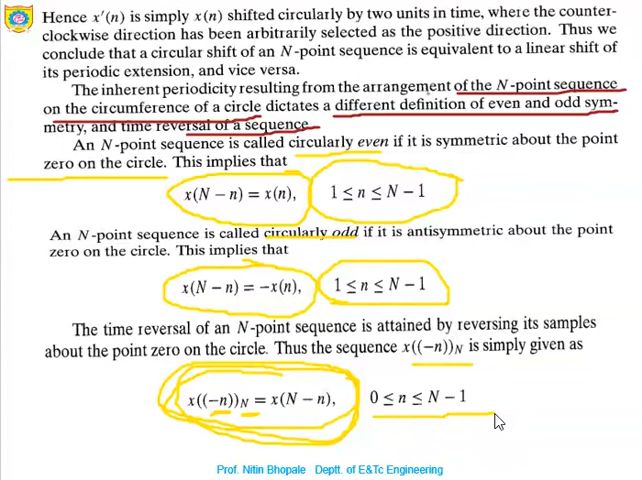 Hence x′(n) is simply x(n) shifted circularly by two units in time, where the counter-
clockwise direction has been arbitrarily selected as the positive direction. Thus we
conclude that a circular shift of an N-point sequence is equivalent to a linear shift of
its periodic extension, and vice versa.
The inherent periodicity resulting from the arrangement of the N-point sequence
on the circumference of a circle dictates a different definition of even and odd sym-
metry, and time reversal of a sequence.
An N-point sequence is called circularly even if it is symmetric about the point
zero on the circle. This implies that
x(N − n) = x(n), 1 ≤ n ≤ N − 1
An N-point sequence is called circularly odd if it is antisymmetric about the point
zero on the circle. This implies that
x(N − n) = −x(n), 1 ≤ n ≤ N − 1
The time reversal of an N-point sequence is attained by reversing its samples
about the point zero on the circle. Thus the sequence x((−n))N is simply given as
x((−n))N = x(N − n), 0 ≤ n ≤ N − 1
Prof. Nitin Bhopale Deptt. of E&Tc Engineering